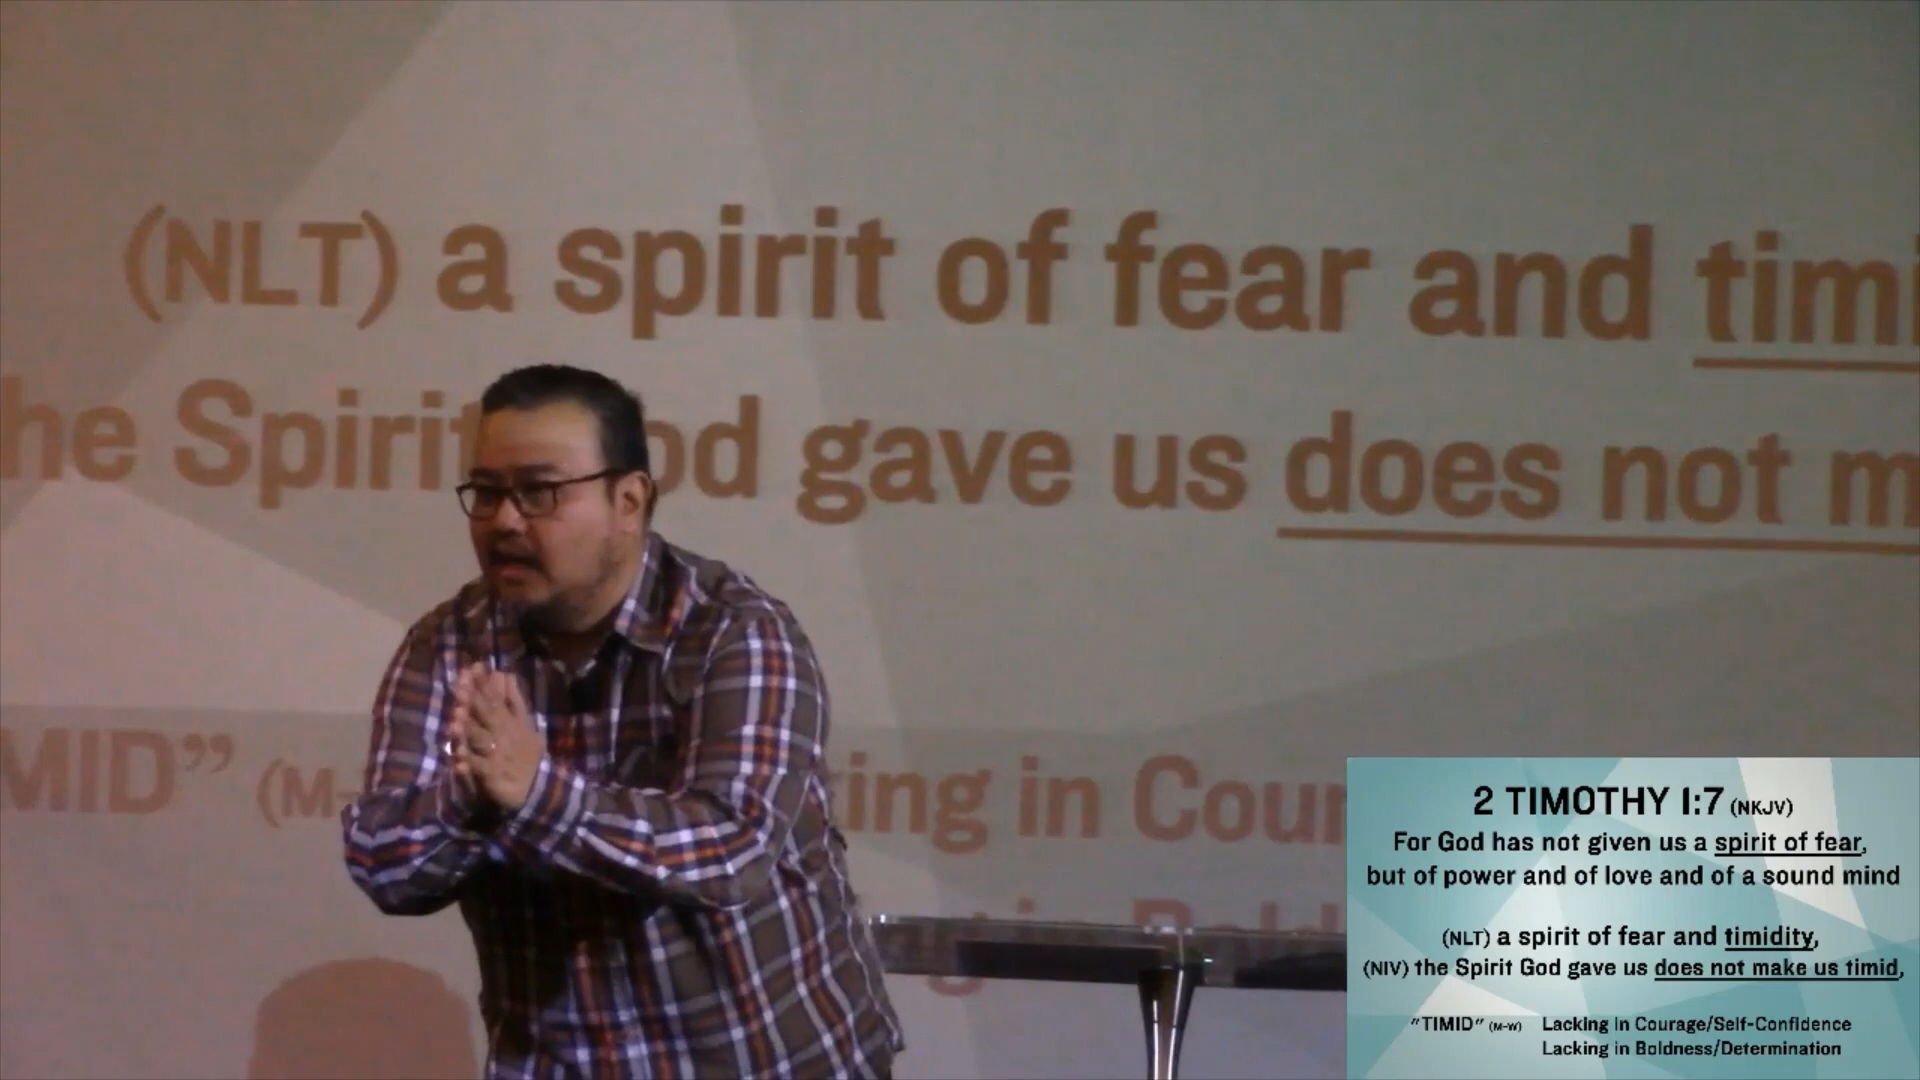 (NLT) a spirit of fear and timi
he Spirit God gave us does not m
MID” (M- king in Cour
2 TIMOTHY 1:7 (NKJV)
For God has not given us a spirit of fear,
but of power and of love and of a sound mind
(NLT) a spirit of fear and timidity,
(NIV) the Spirit God gave us does not make us timid,
"TIMID" (M-W) Lacking in Courage/Self-Confidence
Lacking in Boldness/Determination